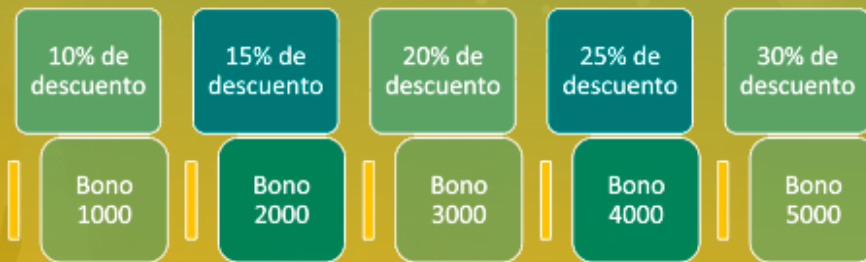 10% de
descuento
15% de
descuento
20% de
descuento
25% de
descuento
30% de
descuento
Bono
1000
Bono
2000
Bono
3000
Bono
4000
Bono
5000